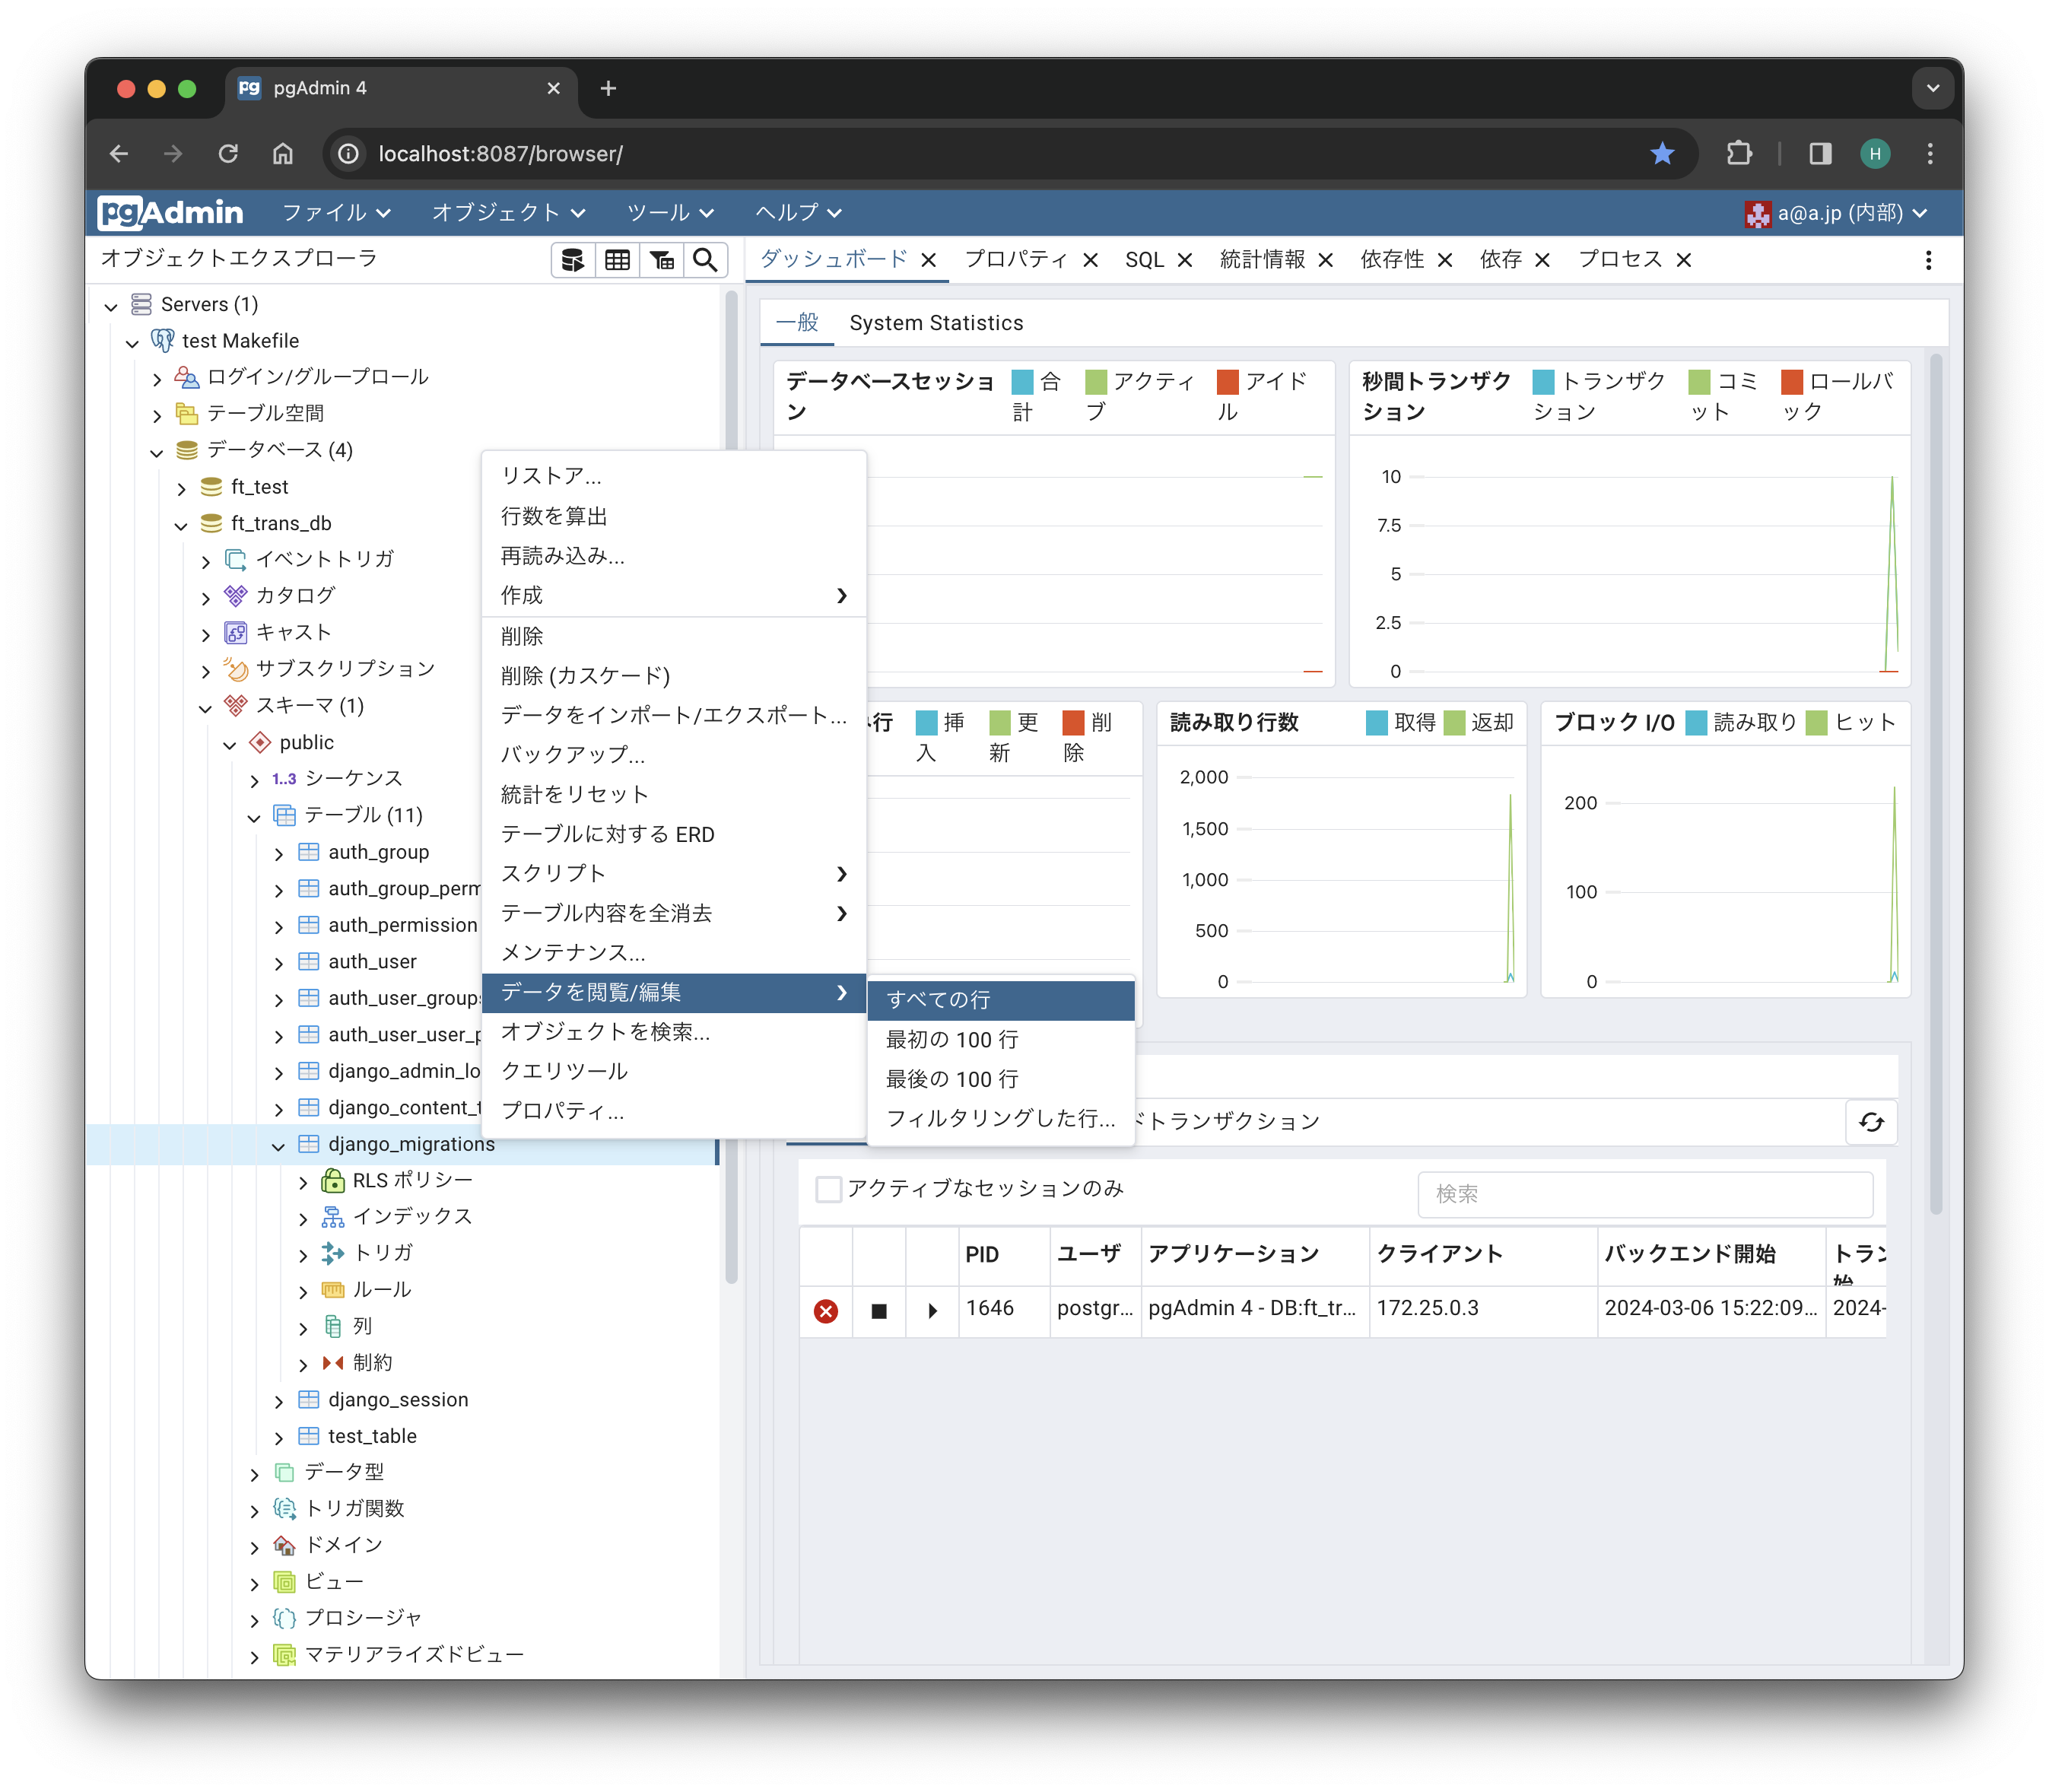 pgAdmin 4
localhost:8087/browser/
H
pgAdmin ファイル オブジェクト ツール ヘルプ a@a.jp (内部)
オブジェクトエクスプローラ
ダッシュボード プロパティ SQL 統計情報 依存性 依存 プロセス
Servers (1)
test Makefile
ログイン/グループロール
テーブル空間
データベース (4)
ft_test
ft_trans_db
イベントトリガ
カタログ
キャスト
サブスクリプション
スキーマ (1)
public
1..3 シーケンス
テーブル (11)
auth_group
auth_group_perm
auth_permission
auth_user
auth_user_group
auth_user_user_p
django_admin_lo
django_content_t
django_migrations
RLS ポリシー
インデックス
トリガ
ルール
列
制約
django_session
test_table
データ型
トリガ関数
ドメイン
ビュー
プロシージャ
マテリアライズドビュー
リストア...
行数を算出
再読み込み...
作成
削除
削除 (カスケード)
データをインポート/エクスポート...
バックアップ...
統計をリセット
テーブルに対する ERD
スクリプト
テーブル内容を全消去
メンテナンス...
データを閲覧/編集
オブジェクトを検索...
クエリツール
プロパティ...
すべての行
最初の 100 行
最後の 100 行
フィルタリングした行...
一般 System Statistics
データベースセッショ
ン
合
計
アクティ
ブ
アイド
ル
秒間トランザク
ション
トランザク
ション
コミ
ット
ロールバ
ック
10
7.5
5
2.5
0
行
挿
入
更
新
削
除
読み取り行数 取得 返却
2,000
1,500
1,000
500
0
ブロック I/O 読み取り ヒット
200
100
0
ドトランザクション
アクティブなセッションのみ
検索
PID ユーザ アプリケーション クライアント バックエンド開始 トラン
始
1646 postgr... pgAdmin 4 - DB:ft_tr... 172.25.0.3 2024-03-06 15:22:09... 2024-